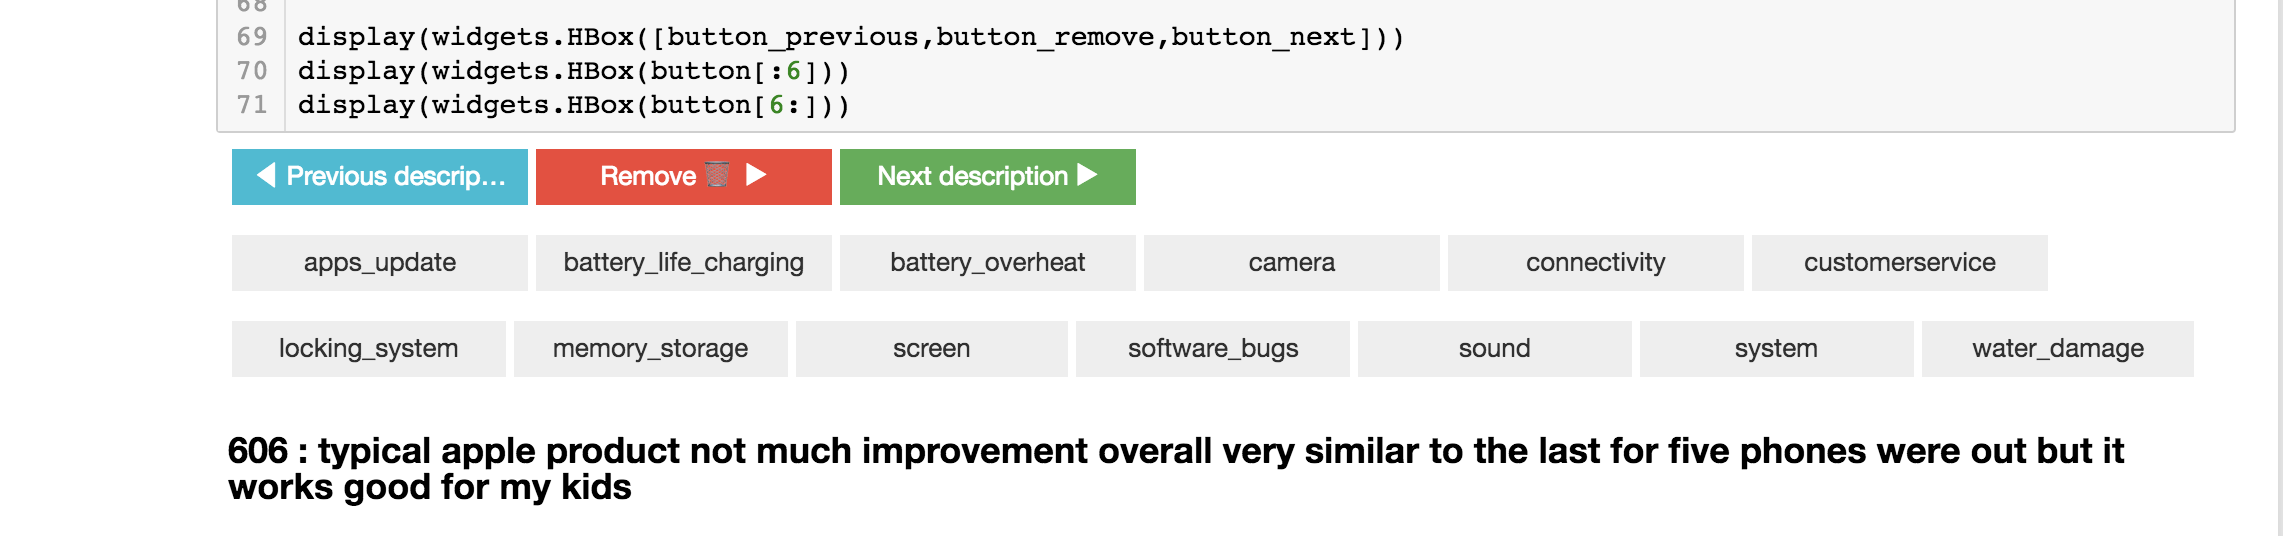 68
69 display(widgets.HBox([button_previous,button_remove,button_next]))
70 display(widgets.HBox(button[:6]))
71 display(widgets.HBox(button[6:]))
◀ Previous descrip... Remove 🗑 ▶ Next description ▶
apps_update battery_life_charging battery_overheat camera connectivity customerservice
locking_system memory_storage screen software_bugs sound system water_damage
606 : typical apple product not much improvement overall very similar to the last for five phones were out but it
works good for my kids